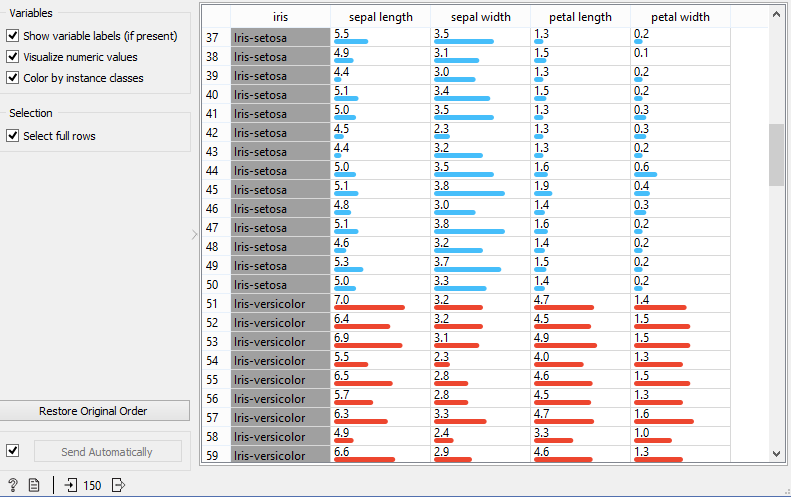 Variables
Show variable labels (if present)
Visualize numeric values
Color by instance classes
Selection
Select full rows
Restore Original Order
Send Automatically
? 150
iris sepal length sepal width petal length petal width
37 Iris-setosa 5.5 3.5 1.3 0.2
38 Iris-setosa 4.9 3.1 1.5 0.1
39 Iris-setosa 4.4 3.0 1.3 0.2
40 Iris-setosa 5.1 3.4 1.5 0.2
41 Iris-setosa 5.0 3.5 1.3 0.3
42 Iris-setosa 4.5 2.3 1.3 0.3
43 Iris-setosa 4.4 3.2 1.3 0.2
44 Iris-setosa 5.0 3.5 1.6 0.6
45 Iris-setosa 5.1 3.8 1.9 0.4
46 Iris-setosa 4.8 3.0 1.4 0.3
47 Iris-setosa 5.1 3.8 1.6 0.2
48 Iris-setosa 4.6 3.2 1.4 0.2
49 Iris-setosa 5.3 3.7 1.5 0.2
50 Iris-setosa 5.0 3.3 1.4 0.2
51 Iris-versicolor 7.0 3.2 4.7 1.4
52 Iris-versicolor 6.4 3.2 4.5 1.5
53 Iris-versicolor 6.9 3.1 4.9 1.5
54 Iris-versicolor 5.5 2.3 4.0 1.3
55 Iris-versicolor 6.5 2.8 4.6 1.5
56 Iris-versicolor 5.7 2.8 4.5 1.3
57 Iris-versicolor 6.3 3.3 4.7 1.6
58 Iris-versicolor 4.9 2.4 3.3 1.0
59 Iris-versicolor 6.6 2.9 4.6 1.3